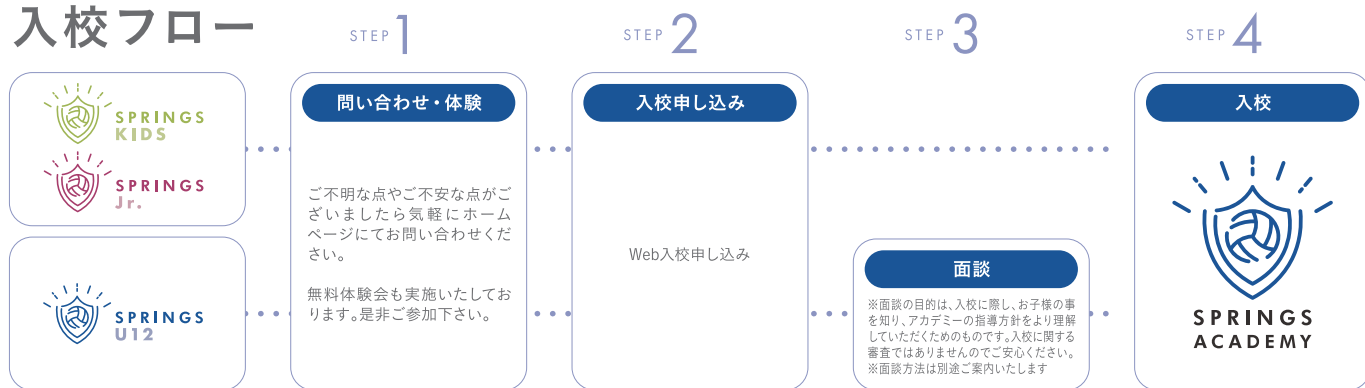 入校フロー
STEP 1
STEP 2
STEP 3
STEP 4
SPRINGS
KIDS
SPRINGS
Jr.
SPRINGS
U12
問い合わせ・体験
ご不明な点やご不安な点がご
ざいましたら気軽にホーム
ページにてお問い合わせくだ
さい。
無料体験会も実施いたしてお
ります。是非ご参加下さい。
入校申し込み
Web入校申し込み
面談
※面談の目的は、入校に際し、お子様の事
を知り、アカデミーの指導方針をより理解
していただくためのものです。入校に関する
審査ではありませんのでご安心ください。
※面談方法は別途ご案内いたします
入校
SPRINGS
ACADEMY